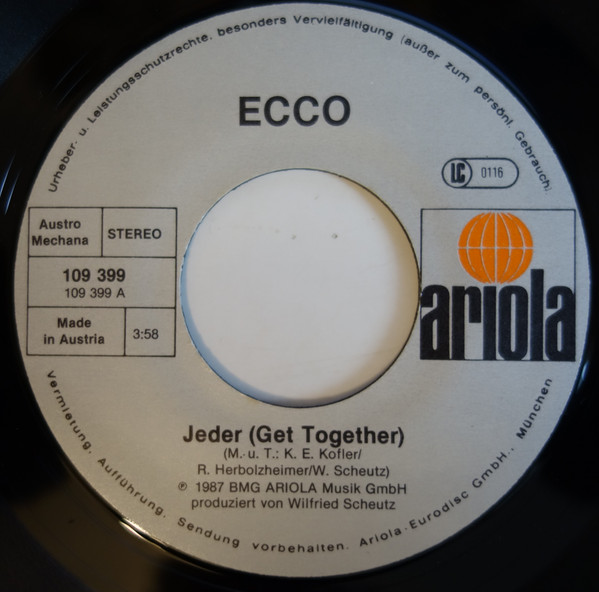 Urheber- u. Leistungsschutzrechte, besonders Vervielfältigung (außer zum persönl. Gebrauch)
ECCO
LC 0116
Austro
Mechana
STEREO
109 399
109 399 A
Made
in Austria
3:58
ariola
Jeder (Get Together)
(M. u. T.: K. E. Kofler/
R. Herbolzheimer/W. Scheutz)
℗ 1987 BMG ARIOLA Musik GmbH
produziert von Wilfried Scheutz
Vermietung, Aufführung, Sendung vorbehalten. Ariola-Eurodisc GmbH., München